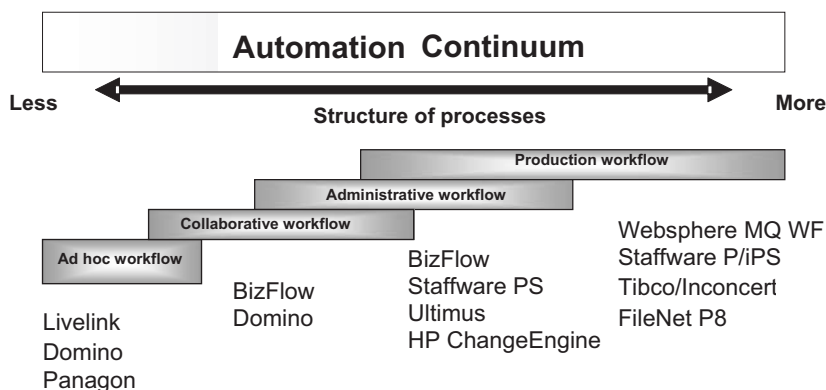 Automation Continuum
Less
More
Structure of processes
Production workflow
Administrative workflow
Collaborative workflow
Ad hoc workflow
Livelink
Domino
Panagon
BizFlow
Domino
BizFlow
Staffware PS
Ultimus
HP ChangeEngine
Websphere MQ WF
Staffware P/iPS
Tibco/Inconcert
FileNet P8